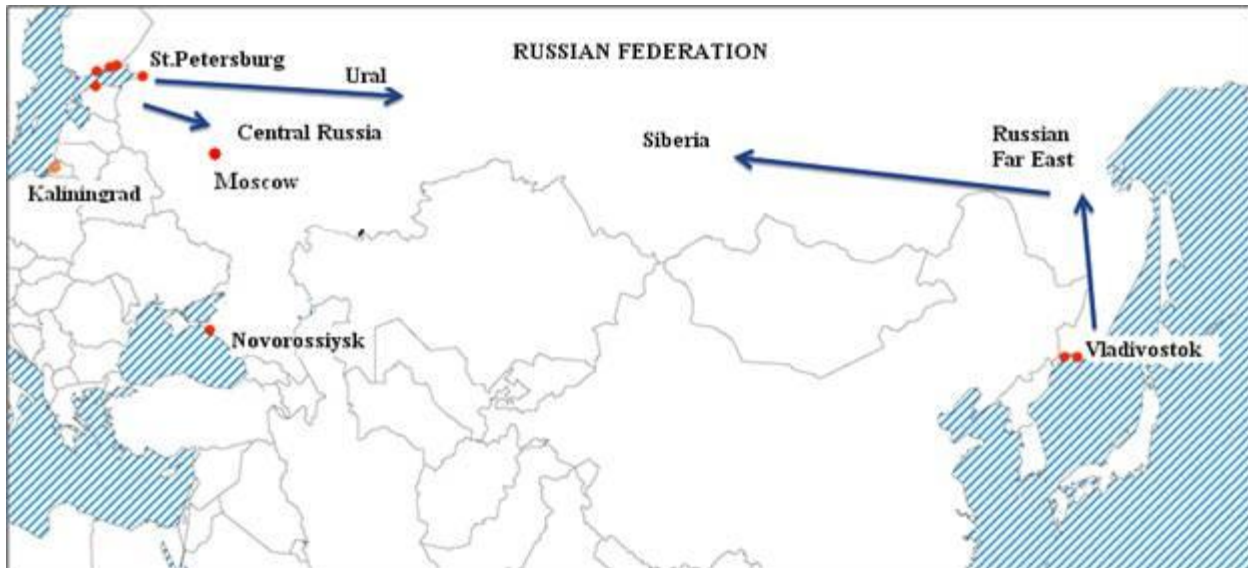 RUSSIAN FEDERATION
St.Petersburg
Ural
Central Russia
Moscow
Kaliningrad
Siberia
Russian
Far East
Novorossiysk
Vladivostok